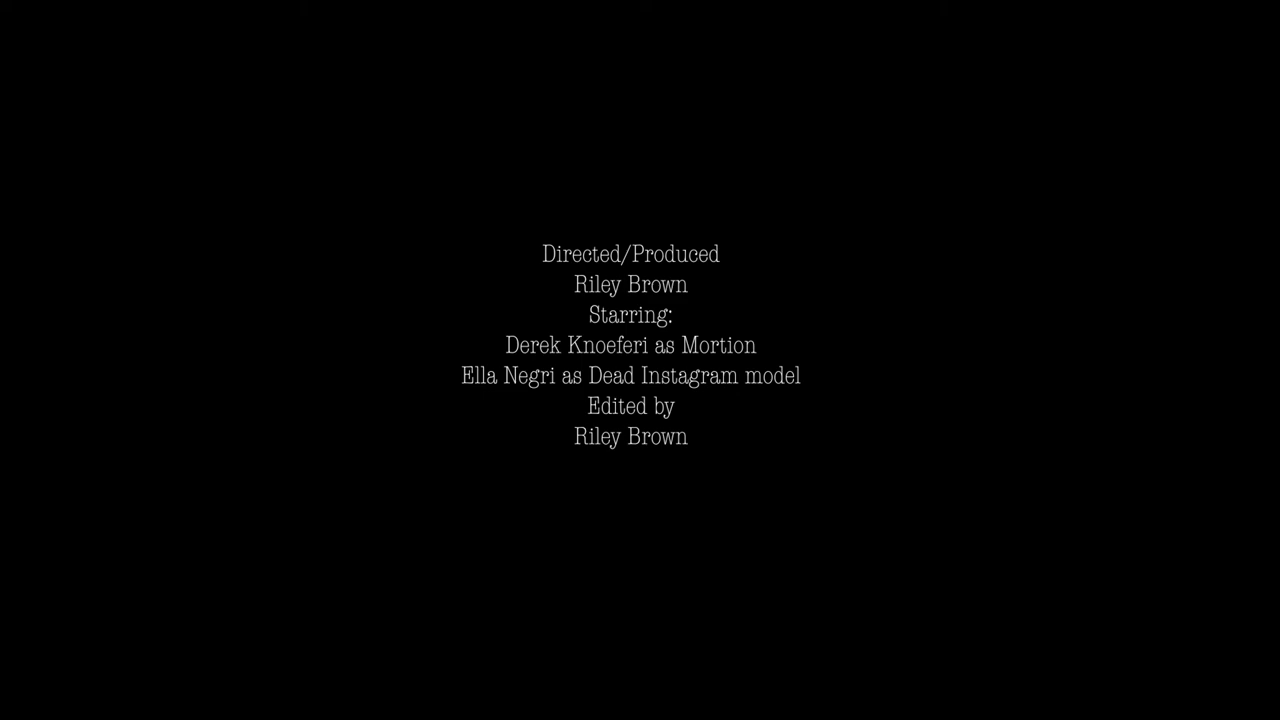 Directed/Produced
Riley Brown
Starring:
Derek Knoeferi as Mortion
Ella Negri as Dead Instagram model
Edited by
Riley Brown